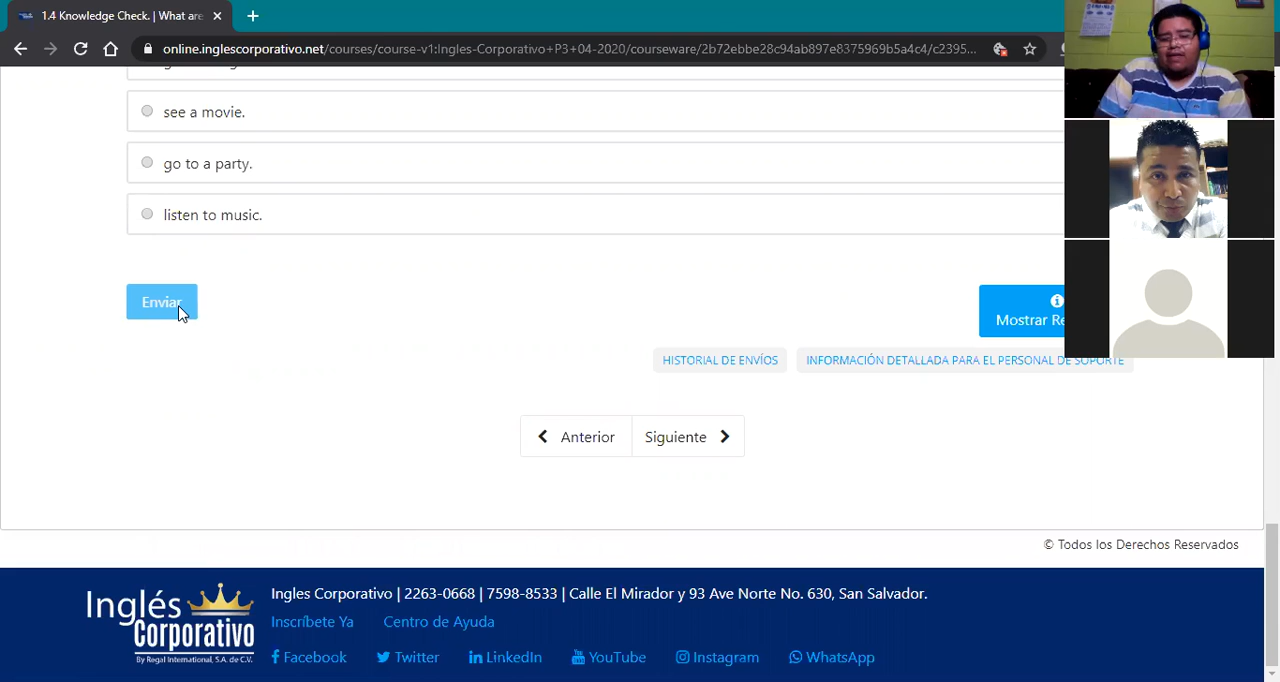 1.4 Knowledge Check. | What are
online.inglescorporativo.net/courses/course-v1:Ingles-Corporativo+P3+04-2020/courseware/2b72ebbe28c94ab897e8375969b5a4c4/c2395...
see a movie.
go to a party.
listen to music.
Enviar
Mostrar Re
HISTORIAL DE ENVÍOS
INFORMACIÓN DETALLADA PARA EL PERSONAL DE SOPORTE
Anterior
Siguiente
© Todos los Derechos Reservados
Inglés Corporativo
By Regal International, S.A. de C.V.
Ingles Corporativo | 2263-0668 | 7598-8533 | Calle El Mirador y 93 Ave Norte No. 630, San Salvador.
Inscríbete Ya
Centro de Ayuda
Facebook
Twitter
LinkedIn
YouTube
Instagram
WhatsApp